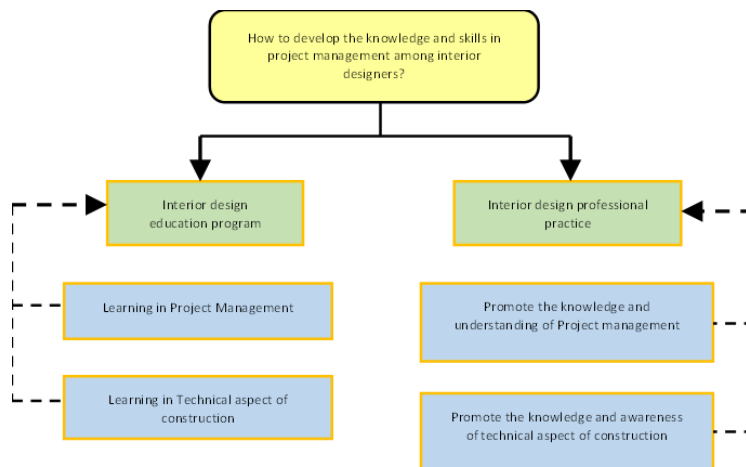 How to develop the knowledge and skills in
project management among interior
designers?
Interior design
education program
Interior design professional
practice
Learning in Project Management
Promote the knowledge and
understanding of Project management
Learning in Technical aspect of
construction
Promote the knowledge and awareness
of technical aspect of construction